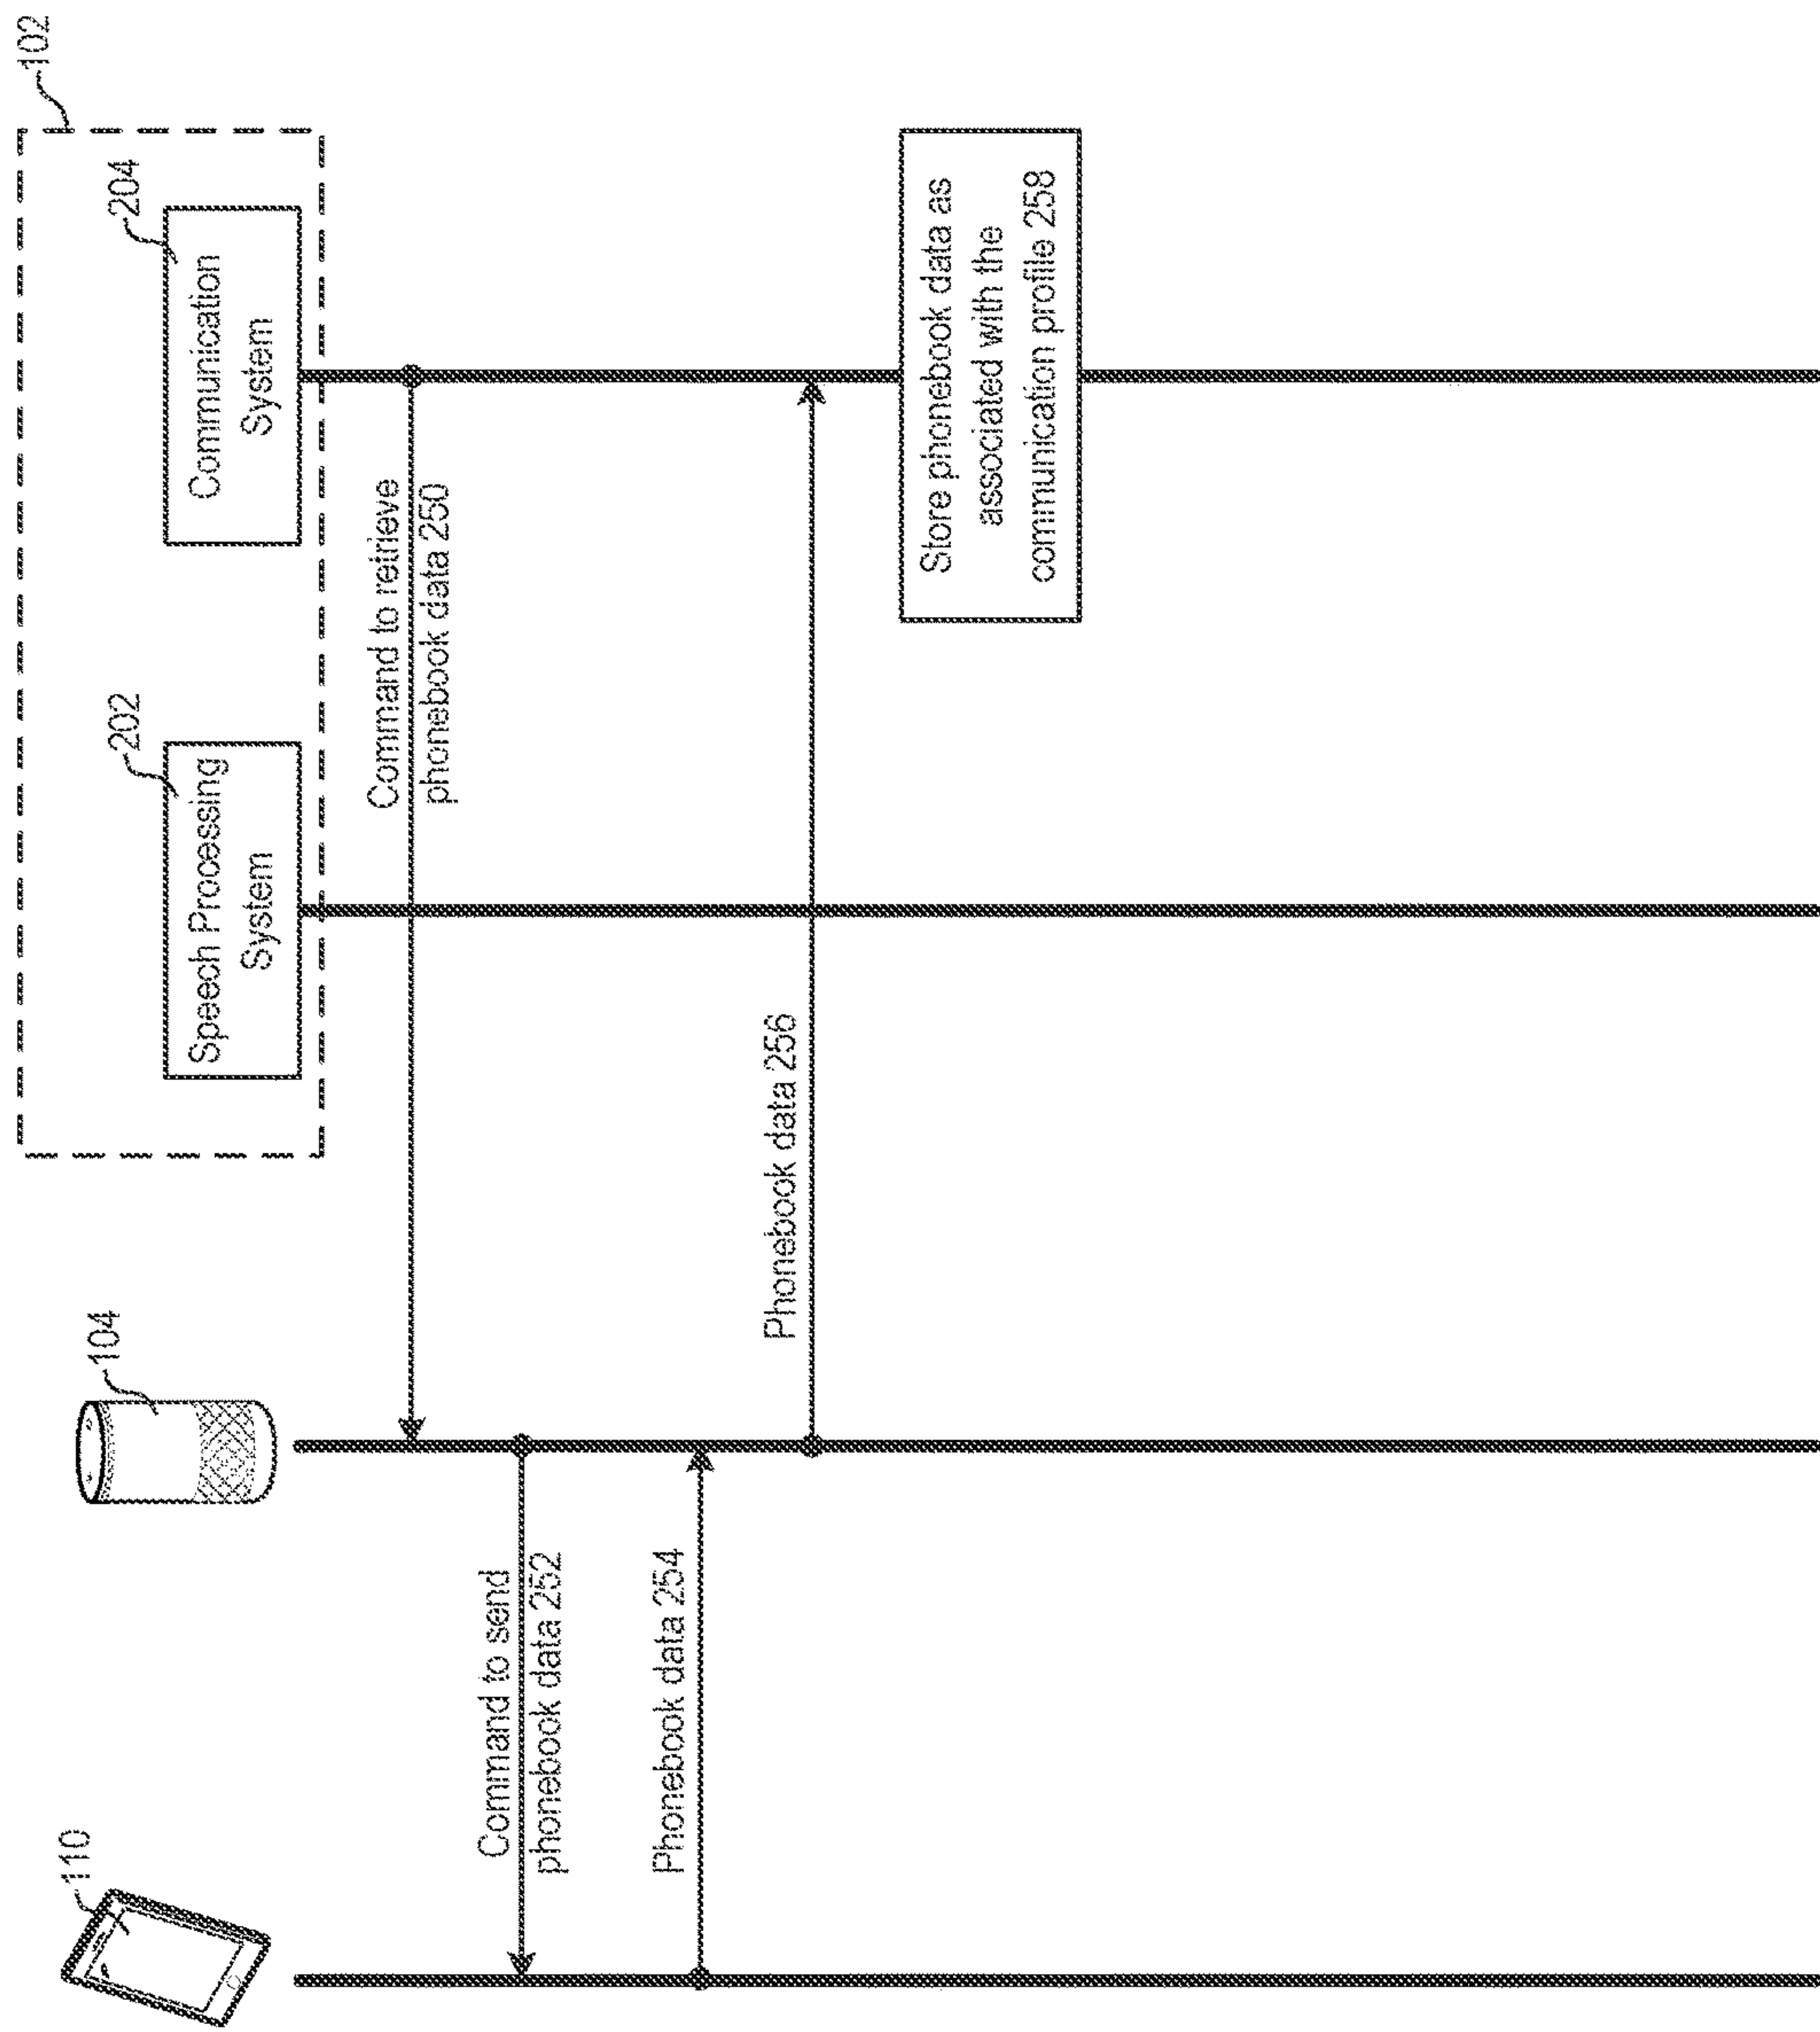 102
110
104
202
204
Speech Processing
System
Communication
System
Command to retrieve
phonebook data 250
Command to send
phonebook data 252
Phonebook data 254
Phonebook data 256
Store phonebook data as
associated with the
communication profile 258